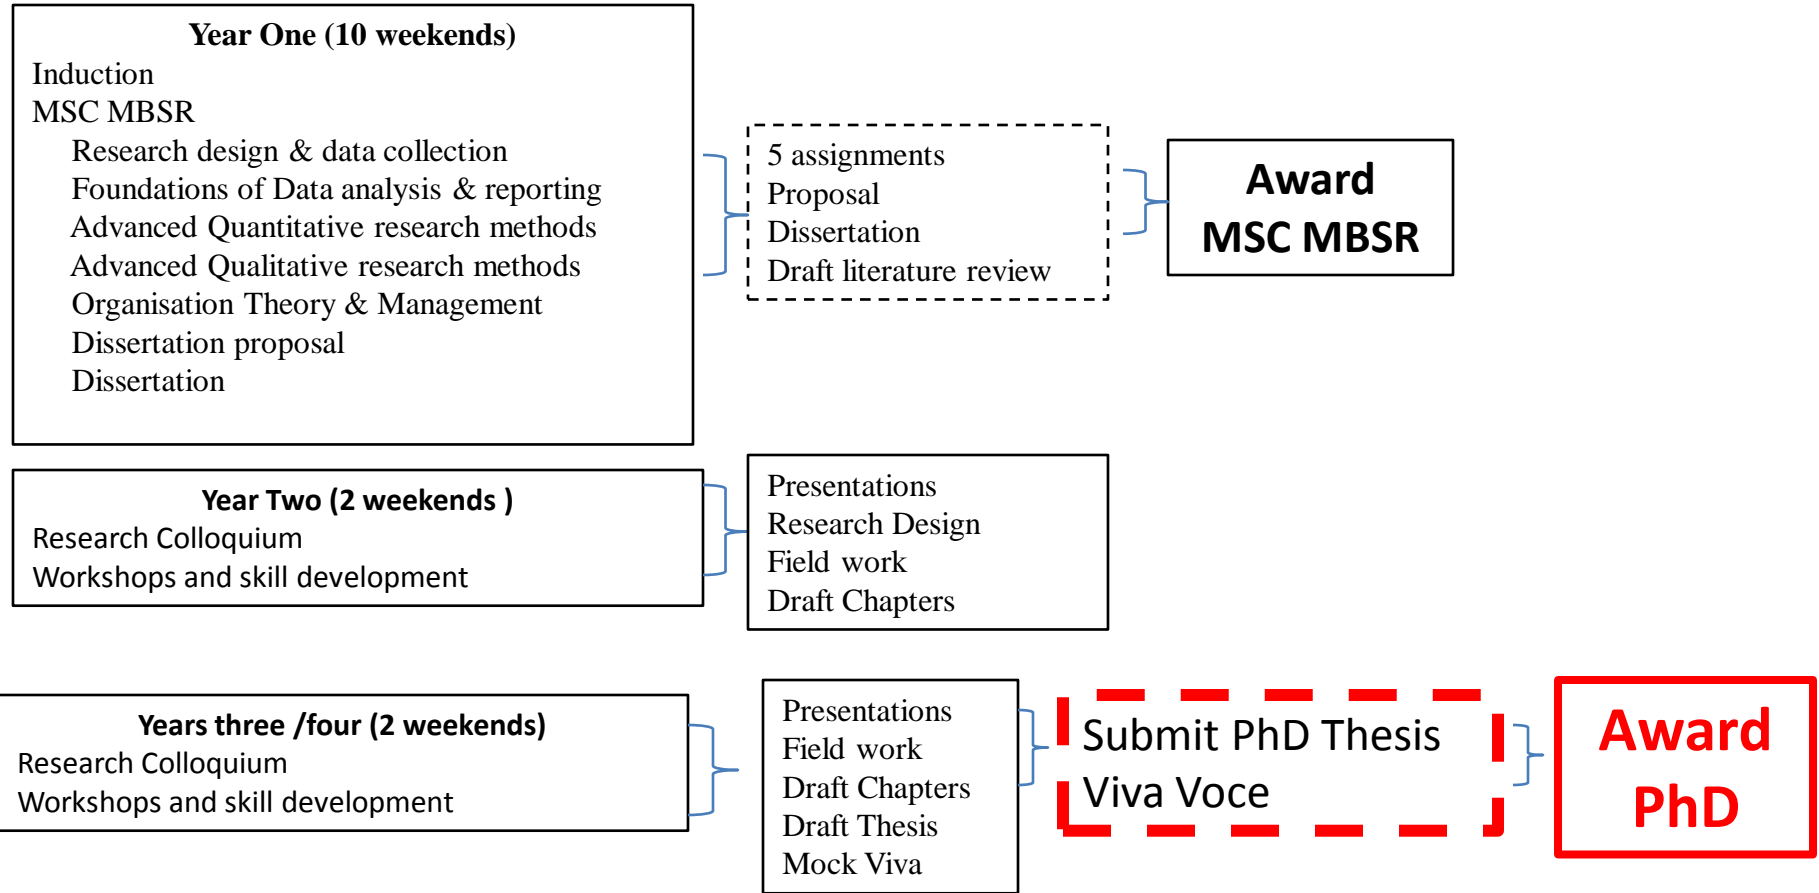 Year One (10 weekends)
Induction
MSC MBSR
Research design & data collection
Foundations of Data analysis & reporting
Advanced Quantitative research methods
Advanced Qualitative research methods
Organisation Theory & Management
Dissertation proposal
Dissertation
5 assignments
Proposal
Dissertation
Draft literature review
Award
MSC MBSR
Year Two (2 weekends )
Research Colloquium
Workshops and skill development
Presentations
Research Design
Field work
Draft Chapters
Years three /four (2 weekends)
Research Colloquium
Workshops and skill development
Presentations
Field work
Draft Chapters
Draft Thesis
Mock Viva
Submit PhD Thesis
Viva Voce
Award
PhD